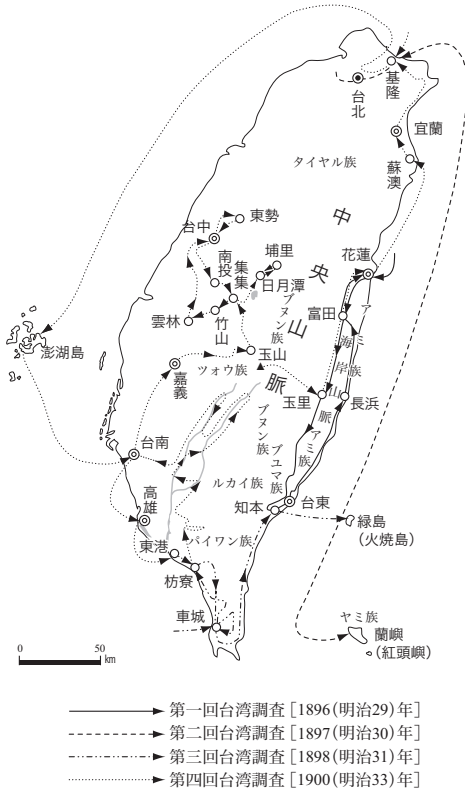 基隆
台北
宜蘭
タイヤル族
蘇澳
東勢
台中
中央山脈
花蓮
南投
集集
埔里
日月潭
ブヌン族
アミ族
富田
海岸山脈
雲林
竹山
玉山
澎湖島
ツォウ族
嘉義
玉里
長浜
ブヌン族
プユマ族
アミ族
台南
ルカイ族
知本
台東
高雄
緑島
(火焼島)
東港
パイワン族
枋寮
ヤミ族
車城
蘭嶼
(紅頭嶼)
0 50
km
第一回台湾調査[1896(明治29)年]
第二回台湾調査[1897(明治30)年]
第三回台湾調査[1898(明治31)年]
第四回台湾調査[1900(明治33)年]